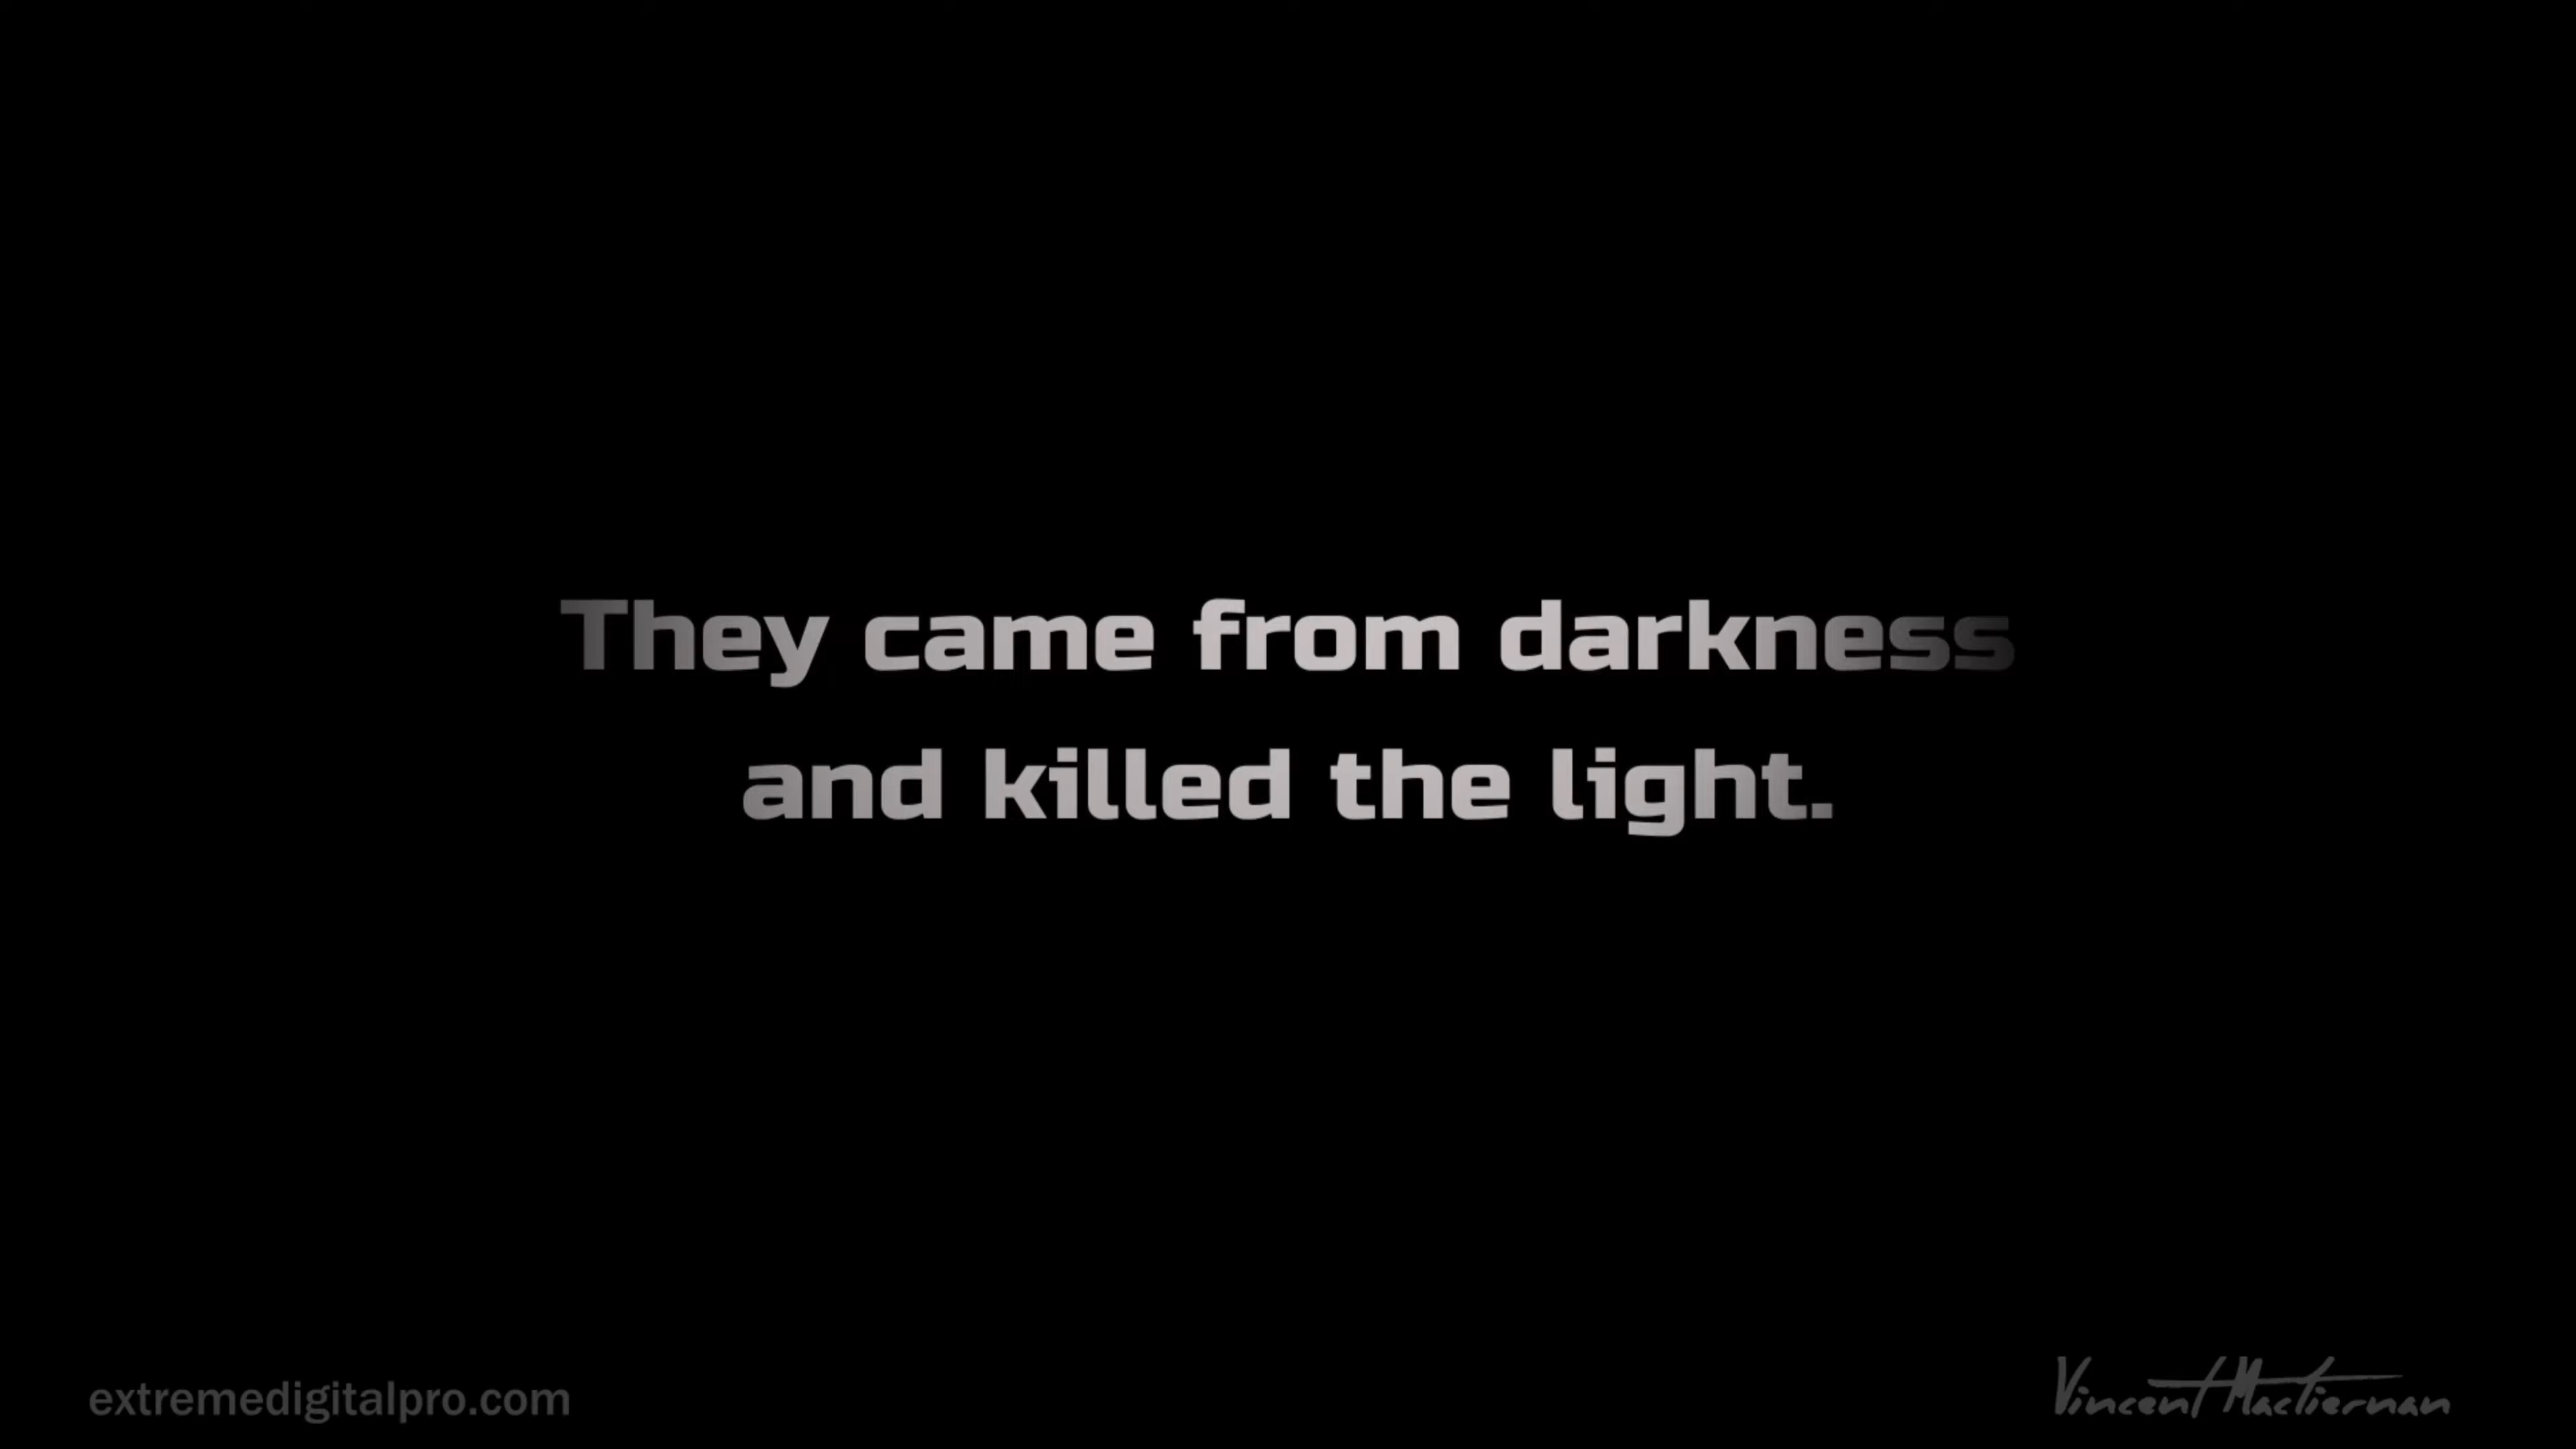 They came from darkness
and killed the light.
extremedigitalpro.com
Vincent Mactiernan